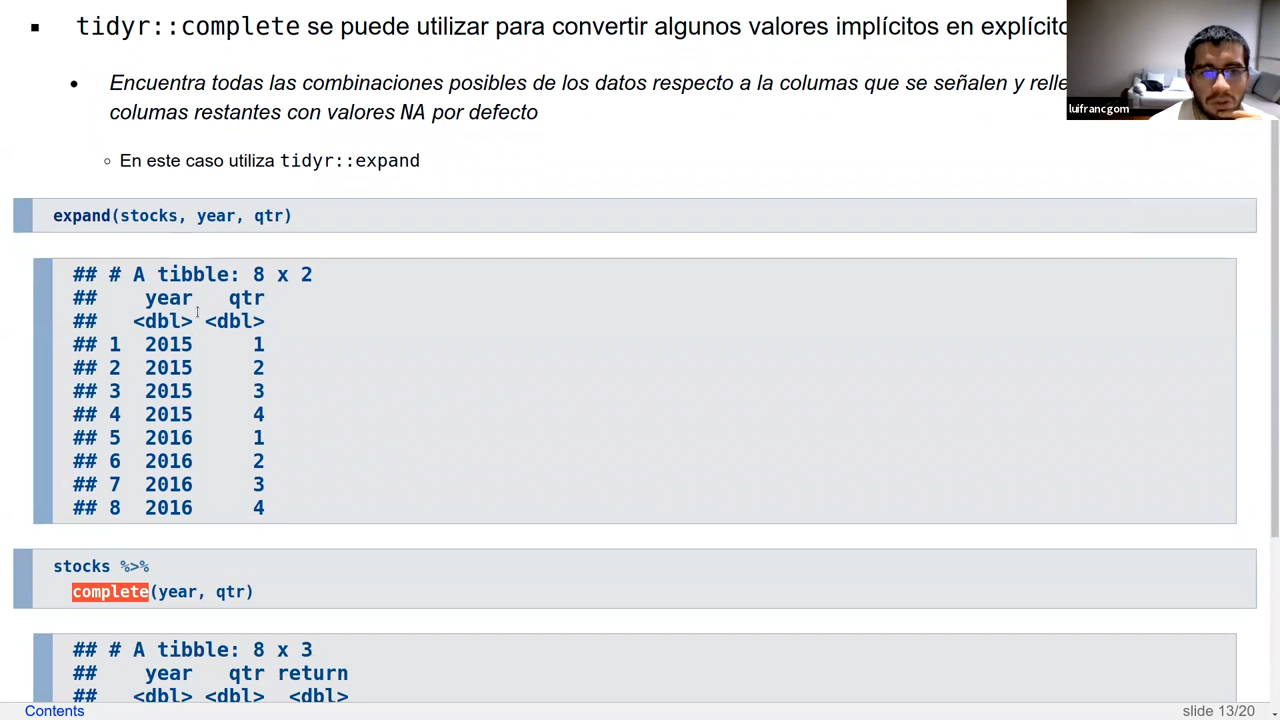 tidyr::complete se puede utilizar para convertir algunos valores implícitos en
Encuentra todas las combinaciones posibles de los datos respecto a la columas que se señalen y
columas restantes con valores NA por defecto
En este caso utiliza tidyr::expand
expand(stocks, year, qtr)
## # A tibble: 8 x 2
## year qtr
## <dbl> <dbl>
## 1 2015 1
## 2 2015 2
## 3 2015 3
## 4 2015 4
## 5 2016 1
## 6 2016 2
## 7 2016 3
## 8 2016 4
stocks %>%
complete(year, qtr)
## # A tibble: 8 x 3
## year qtr return
## <dbl> <dbl> <dbl>
luifrancgom
Contents
slide 13/20